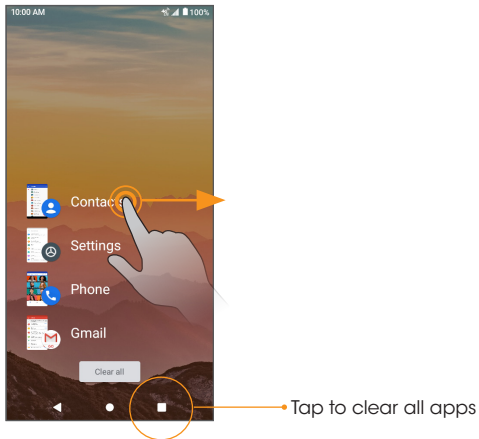 10:00 AM 100%
Contacts
Settings
Phone
Gmail
Clear all
Tap to clear all apps